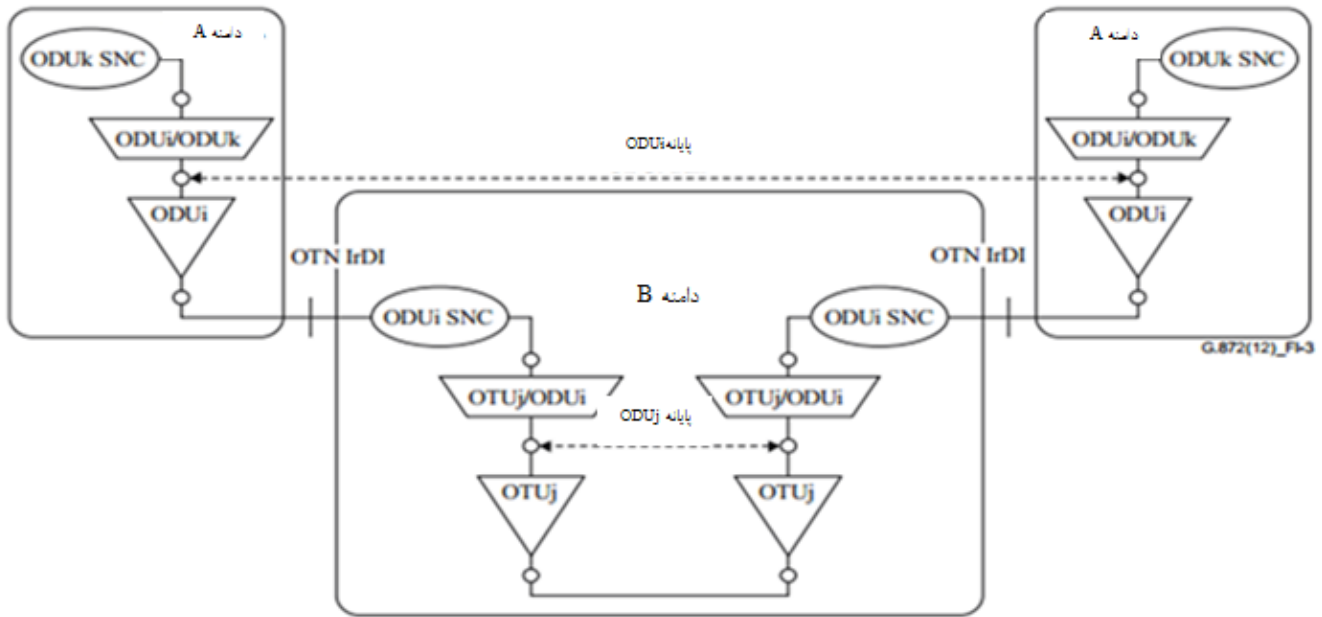 دامنه A
دامنه A
ODUk SNC
ODUk SNC
ODUi/ODUk
ODUi/ODUk
پایانه ODUi
ODUi
ODUi
OTN IrDI
OTN IrDI
دامنه B
ODUi SNC
ODUi SNC
G.872(12)_FI-3
OTUj/ODUi
OTUj/ODUi
پایانه ODUj
OTUj
OTUj